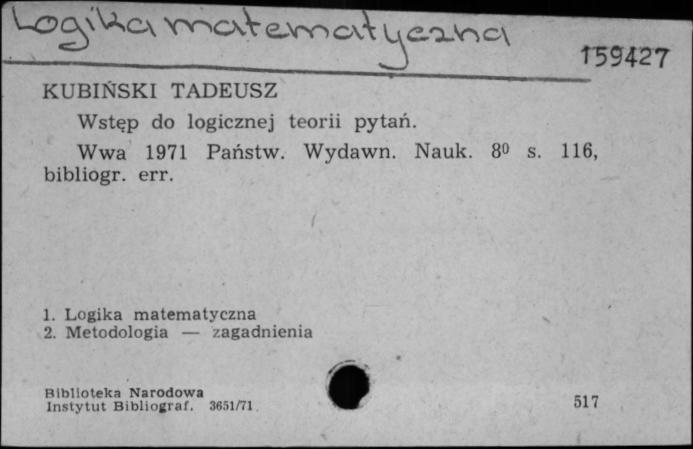 Logika matematyczna
159427
KUBIŃSKI TADEUSZ
Wstęp do logicznej teorii pytań.
Wwa 1971 Państw. Wydawn. Nauk. 8⁰ s. 116,
bibliogr. err.
1. Logika matematyczna
2. Metodologia — zagadnienia
Biblioteka Narodowa
Instytut Bibliograf. 3651/71.
517